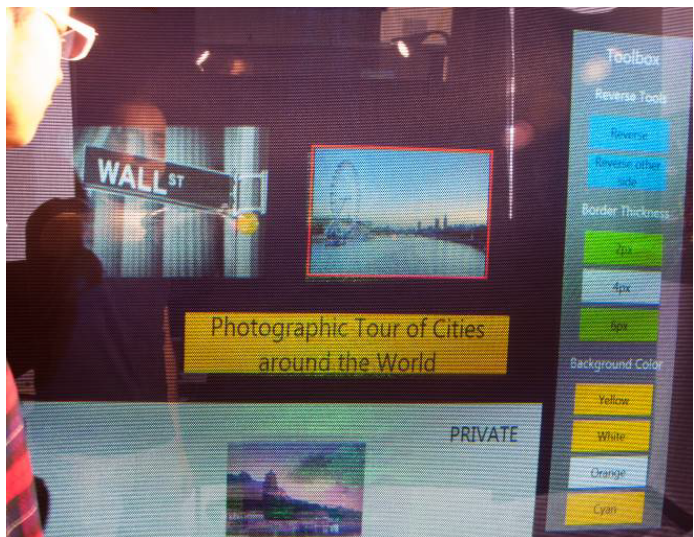 WALL ST
Photographic Tour of Cities
around the World
PRIVATE
Toolbox
Reverse Tools
Reverse
Reverse other
side
Border Thickness
2px
4px
6px
Background Color
Yellow
White
Orange
Cyan